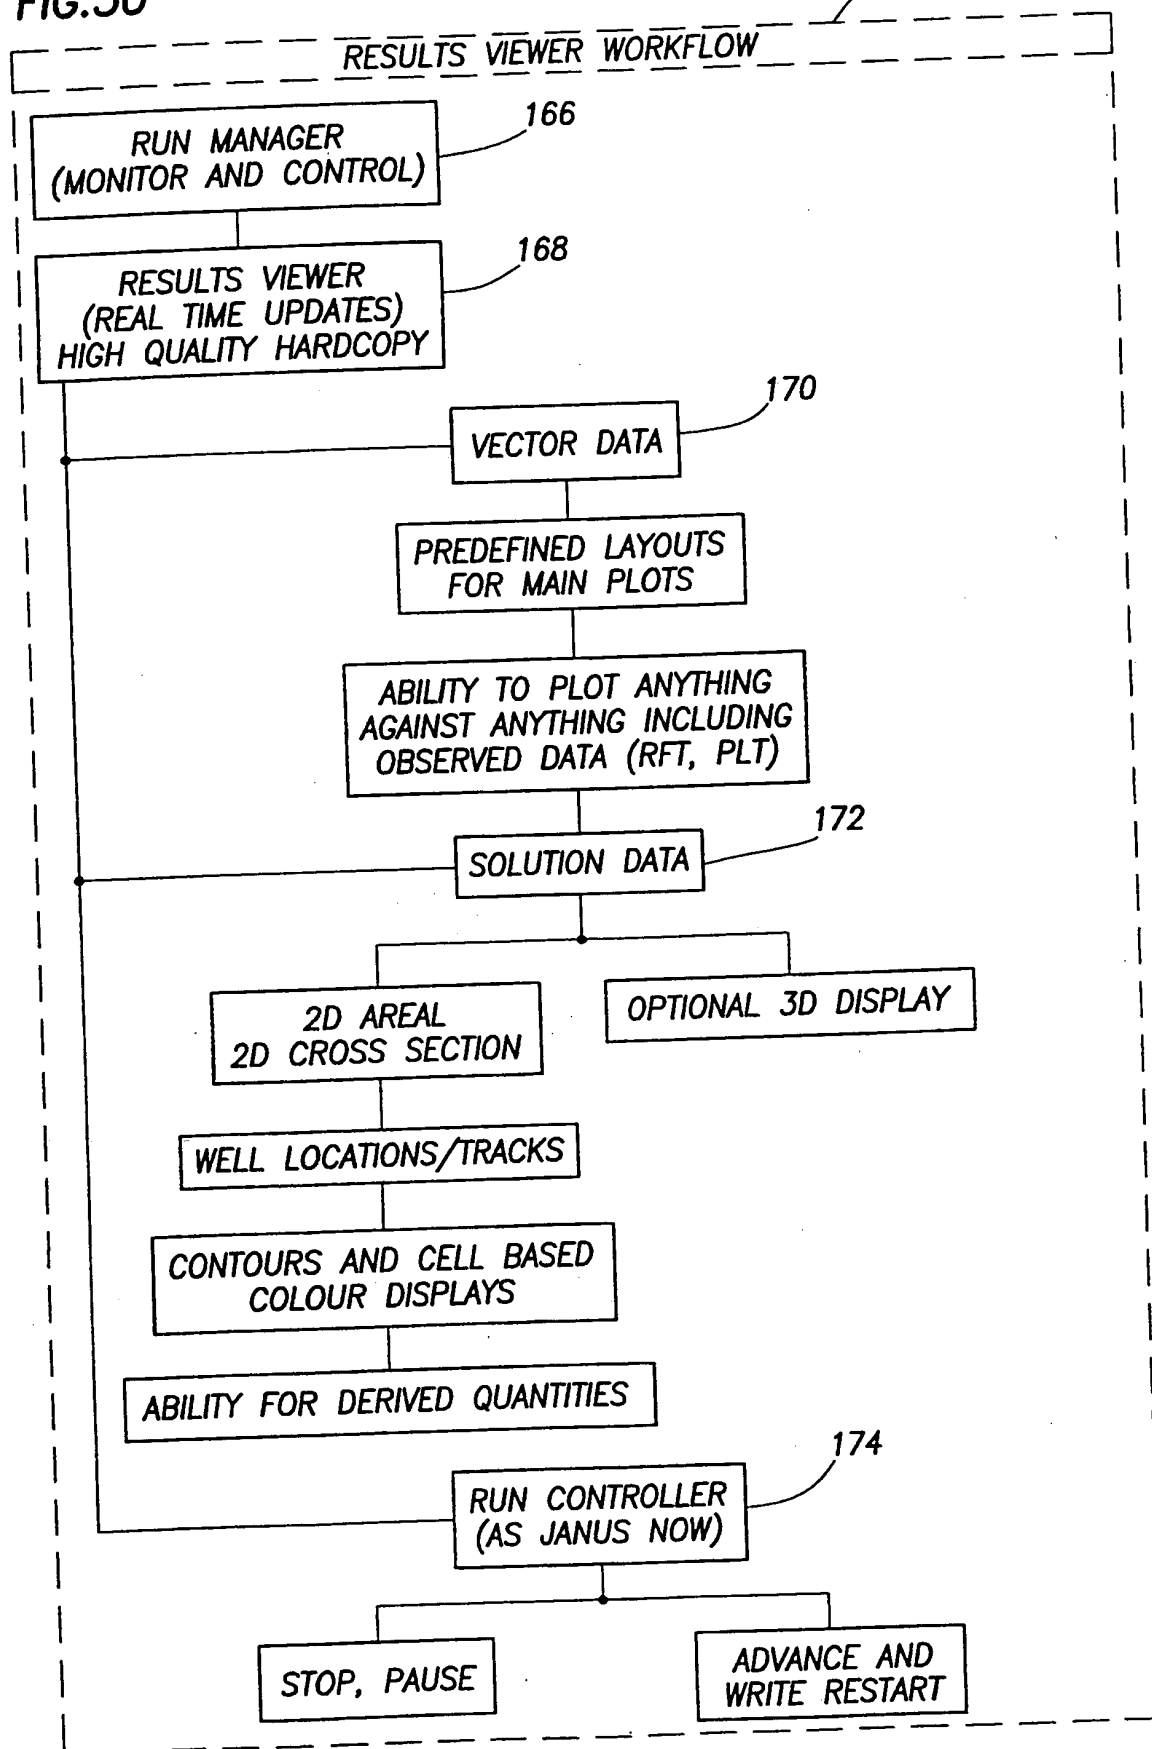 FIG.50
RESULTS VIEWER WORKFLOW
166
RUN MANAGER
(MONITOR AND CONTROL)
168
RESULTS VIEWER
(REAL TIME UPDATES)
HIGH QUALITY HARDCOPY
170
VECTOR DATA
PREDEFINED LAYOUTS
FOR MAIN PLOTS
ABILITY TO PLOT ANYTHING
AGAINST ANYTHING INCLUDING
OBSERVED DATA (RFT, PLT)
172
SOLUTION DATA
2D AREAL
2D CROSS SECTION
OPTIONAL 3D DISPLAY
WELL LOCATIONS/TRACKS
CONTOURS AND CELL BASED
COLOUR DISPLAYS
ABILITY FOR DERIVED QUANTITIES
174
RUN CONTROLLER
(AS JANUS NOW)
STOP, PAUSE
ADVANCE AND
WRITE RESTART